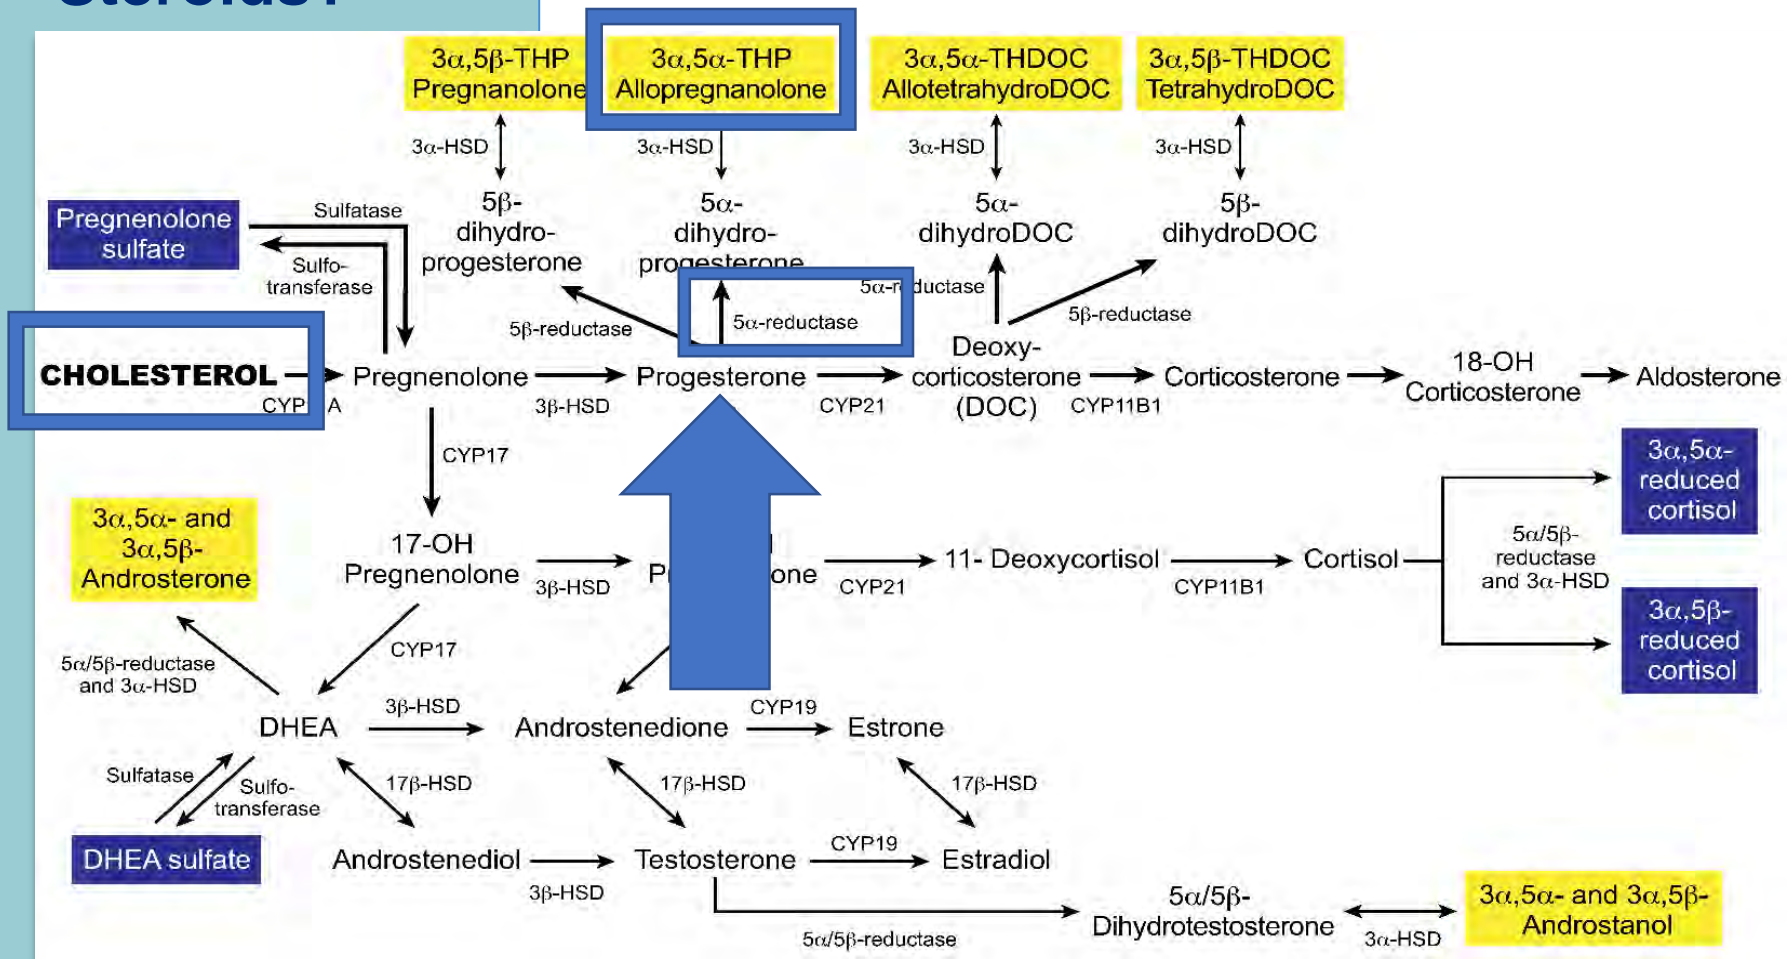 3α,5β-THP
Pregnanolone
3α,5α-THP
Allopregnanolone
3α,5α-THDOC
AllotetrahydroDOC
3α,5β-THDOC
TetrahydroDOC
3α-HSD
3α-HSD
3α-HSD
3α-HSD
Pregnenolone
sulfate
Sulfatase
Sulfo-
transferase
5β-
dihydro-
progesterone
5α-
dihydro-
progesterone
5α-
dihydroDOC
5β-
dihydroDOC
5β-reductase
5α-reductase
5α-reductase
5β-reductase
CHOLESTEROL
Pregnenolone
3β-HSD
Progesterone
CYP21
Deoxy-
corticosterone
(DOC)
CYP11B1
Corticosterone
18-OH
Corticosterone
Aldosterone
CYP17
3α,5α- and
3α,5β-
Androsterone
17-OH
Pregnenolone
3β-HSD
CYP21
11- Deoxycortisol
CYP11B1
Cortisol
5α/5β-
reductase
and 3α-HSD
3α,5α-
reduced
cortisol
3α,5β-
reduced
cortisol
5α/5β-reductase
and 3α-HSD
CYP17
DHEA
3β-HSD
Androstenedione
CYP19
Estrone
Sulfatase
Sulfo-
transferase
17β-HSD
17β-HSD
17β-HSD
DHEA sulfate
Androstenediol
3β-HSD
Testosterone
CYP19
Estradiol
5α/5β-reductase
5α/5β-
Dihydrotestosterone
3α-HSD
3α,5α- and 3α,5β-
Androstanol